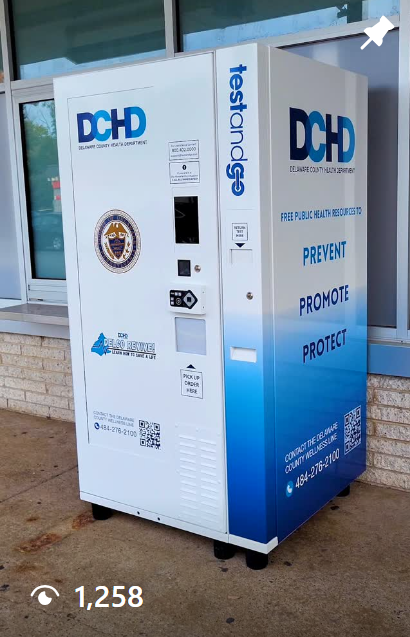 DCHD
DELAWARE COUNTY HEALTH DEPARTMENT
DCHD
DELCO REVIVE!
LEARN HOW TO SAVE A LIFE
CONTACT THE DELAWARE
COUNTY WELLNESS LINE
484-276-2100
PICK UP
ORDER
HERE
testandgo
RETURN
TEST
HERE
DCHD
DELAWARE COUNTY HEALTH DEPARTMENT
FREE PUBLIC HEALTH RESOURCES TO
PREVENT
PROMOTE
PROTECT
CONTACT THE DELAWARE
COUNTY WELLNESS LINE
484-276-2100
1,258